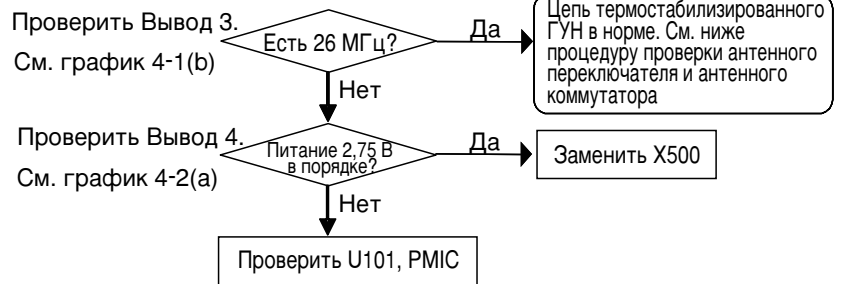 Проверить Вывод 3.
См. график 4-1(b)
Есть 26 МГц?
Да
Цепь термостабилизированного
ГУН в норме. См. ниже
процедуру проверки антенного
переключателя и антенного
коммутатора
Нет
Проверить Вывод 4.
См. график 4-2(a)
Питание 2,75 В
в порядке?
Да
Заменить X500
Нет
Проверить U101, PMIC